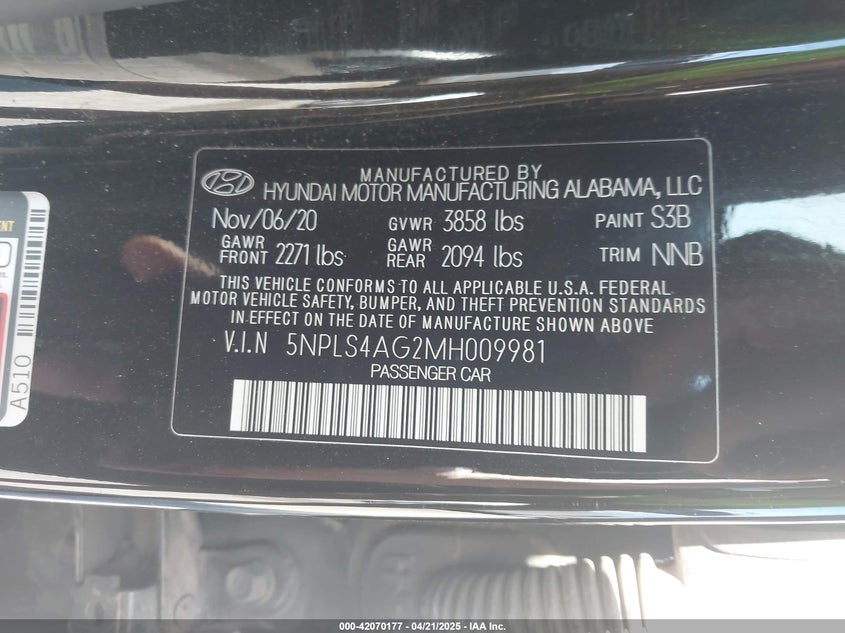 MANUFACTURED BY
HYUNDAI MOTOR MANUFACTURING ALABAMA, LLC
Nov/06/20 GVWR 3858 lbs PAINT S3B
GAWR FRONT 2271 lbs GAWR REAR 2094 lbs TRIM NNB
THIS VEHICLE CONFORMS TO ALL APPLICABLE U.S.A. FEDERAL
MOTOR VEHICLE SAFETY, BUMPER, AND THEFT PREVENTION STANDARDS
IN EFFECT ON THE DATE OF MANUFACTURE SHOWN ABOVE
V.I.N 5NPLS4AG2MH009981
PASSENGER CAR
A510
000-42070177 - 04/21/2025 - IAA Inc.